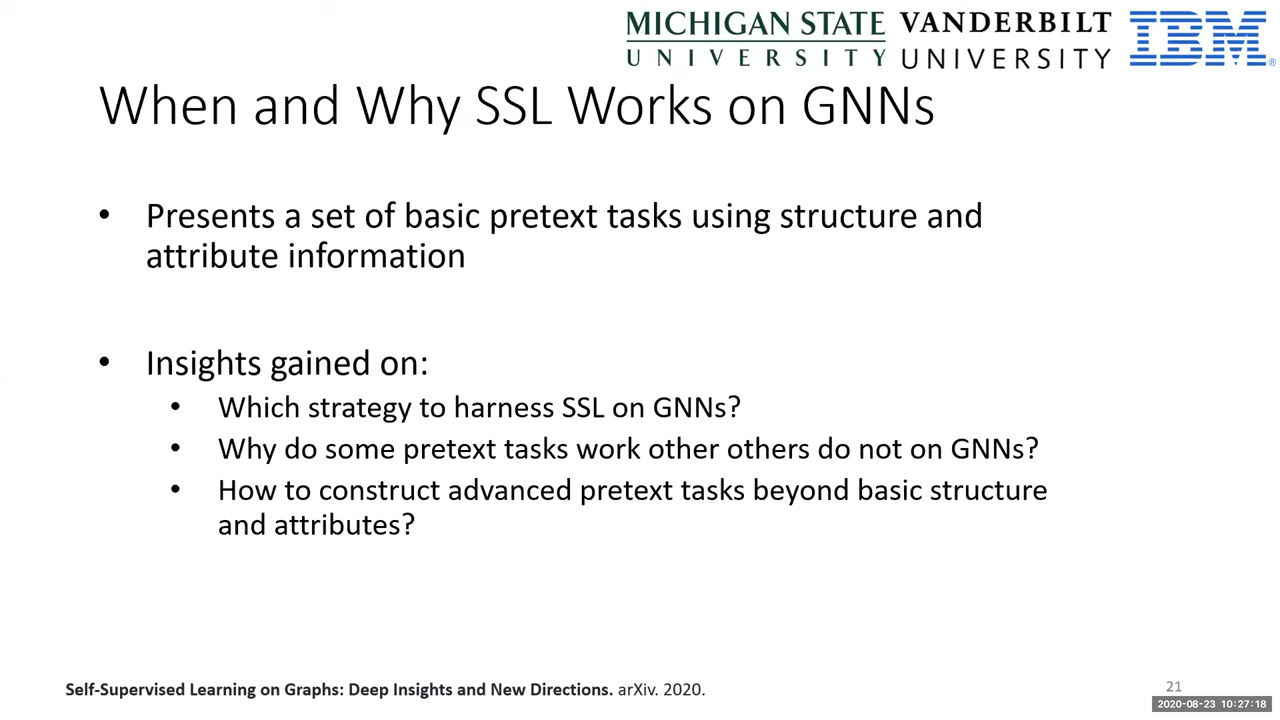 MICHIGAN STATE
UNIVERSITY
VANDERBILT
UNIVERSITY
IBM®
When and Why SSL Works on GNNs
• Presents a set of basic pretext tasks using structure and
attribute information
• Insights gained on:
• Which strategy to harness SSL on GNNs?
• Why do some pretext tasks work other others do not on GNNs?
• How to construct advanced pretext tasks beyond basic structure
and attributes?
Self-Supervised Learning on Graphs: Deep Insights and New Directions. arXiv. 2020.
21
2020-08-23 10:27:18